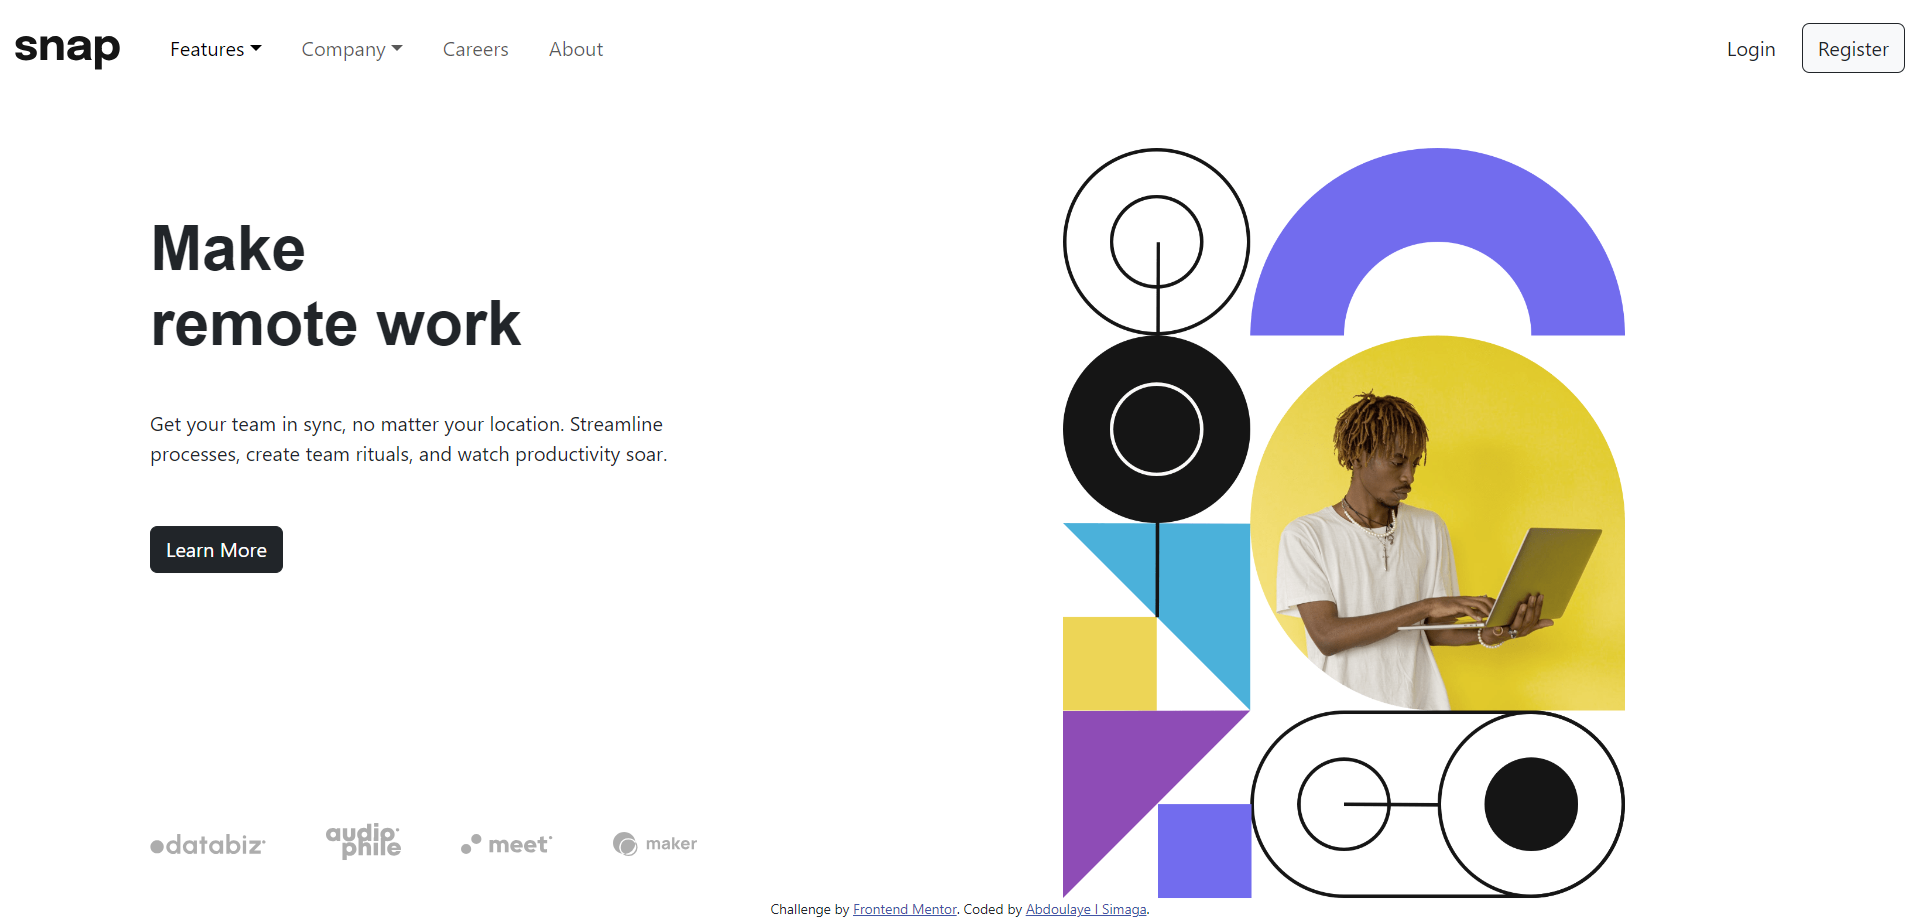 snap Features Company Careers About Login Register
Make
remote work
Get your team in sync, no matter your location. Streamline
processes, create team rituals, and watch productivity soar.
Learn More
databiz audiophile meet maker
Challenge by Frontend Mentor. Coded by Abdoulaye I Simaga.